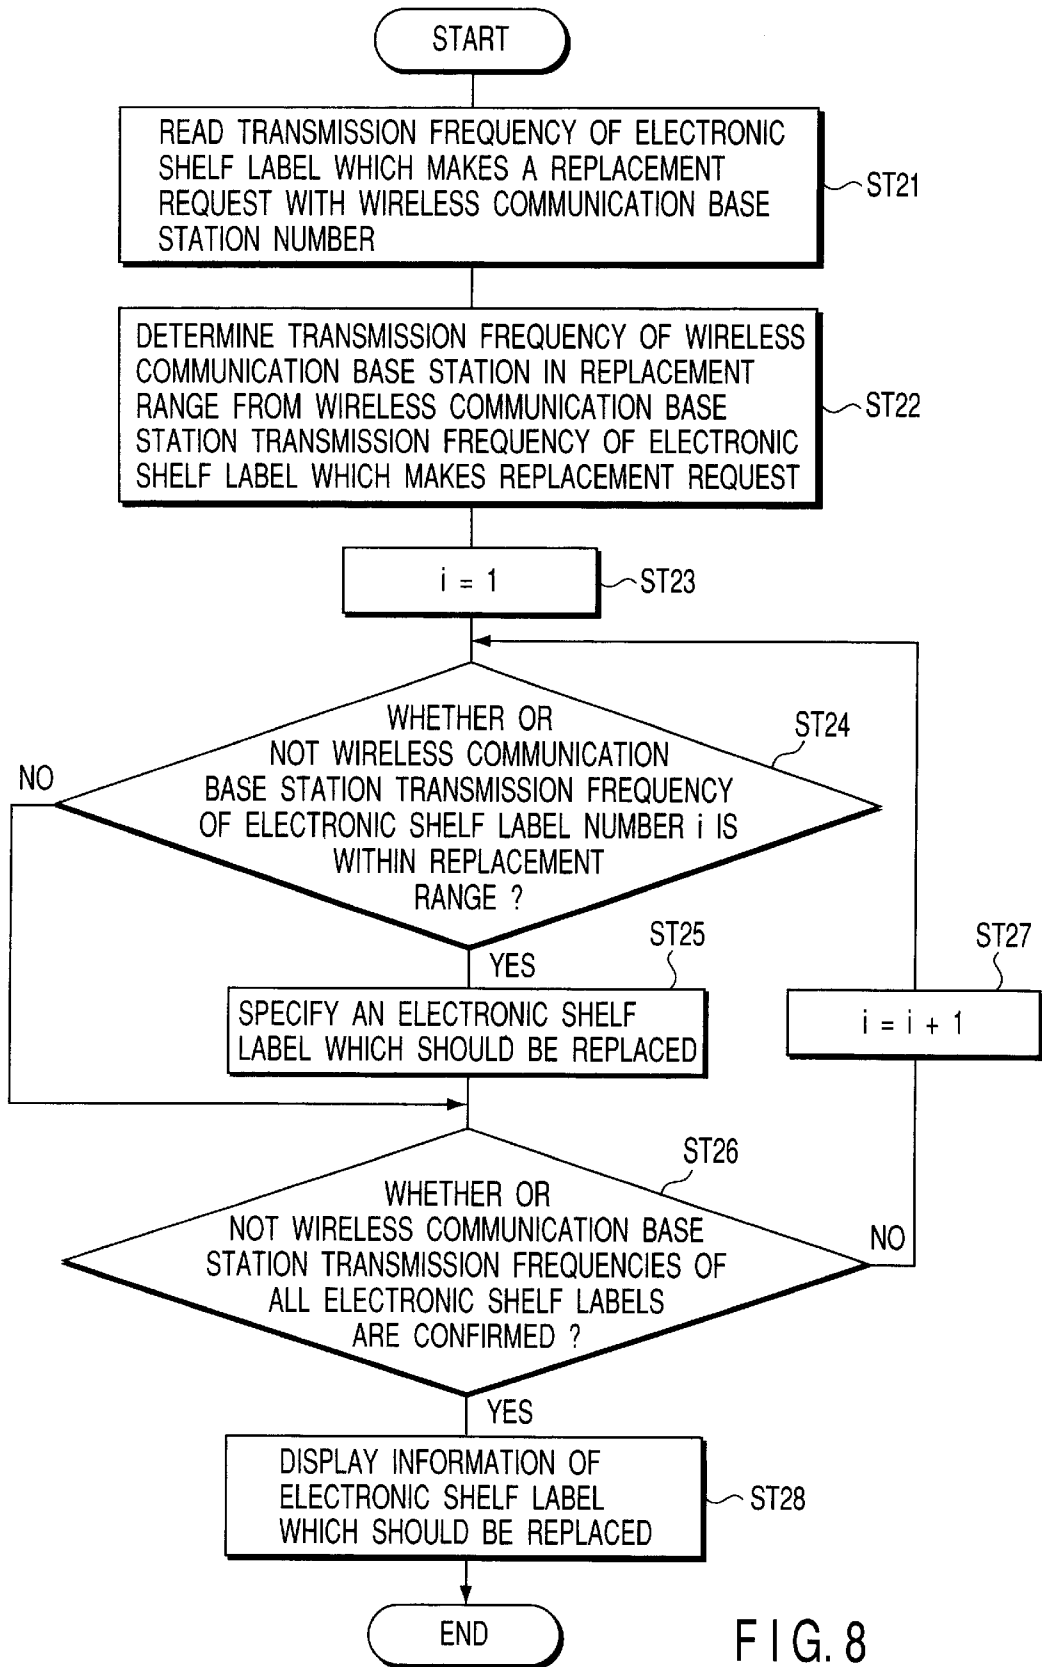 START
READ TRANSMISSION FREQUENCY OF ELECTRONIC
SHELF LABEL WHICH MAKES A REPLACEMENT
REQUEST WITH WIRELESS COMMUNICATION BASE
STATION NUMBER
ST21
DETERMINE TRANSMISSION FREQUENCY OF WIRELESS
COMMUNICATION BASE STATION IN REPLACEMENT
RANGE FROM WIRELESS COMMUNICATION BASE
STATION TRANSMISSION FREQUENCY OF ELECTRONIC
SHELF LABEL WHICH MAKES REPLACEMENT REQUEST
ST22
i = 1
ST23
WHETHER OR
NOT WIRELESS COMMUNICATION
BASE STATION TRANSMISSION FREQUENCY
OF ELECTRONIC SHELF LABEL NUMBER i IS
WITHIN REPLACEMENT
RANGE ?
ST24
NO
YES
ST25
SPECIFY AN ELECTRONIC SHELF
LABEL WHICH SHOULD BE REPLACED
ST27
i = i + 1
ST26
WHETHER OR
NOT WIRELESS COMMUNICATION BASE
STATION TRANSMISSION FREQUENCIES OF
ALL ELECTRONIC SHELF LABELS
ARE CONFIRMED ?
NO
YES
DISPLAY INFORMATION OF
ELECTRONIC SHELF LABEL
WHICH SHOULD BE REPLACED
ST28
END
FIG. 8